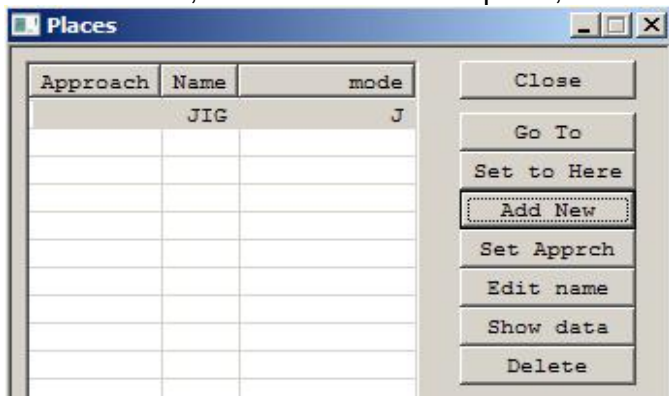 Places
Approach Name mode
JIG J
Close
Go To
Set to Here
Add New
Set Apprch
Edit name
Show data
Delete